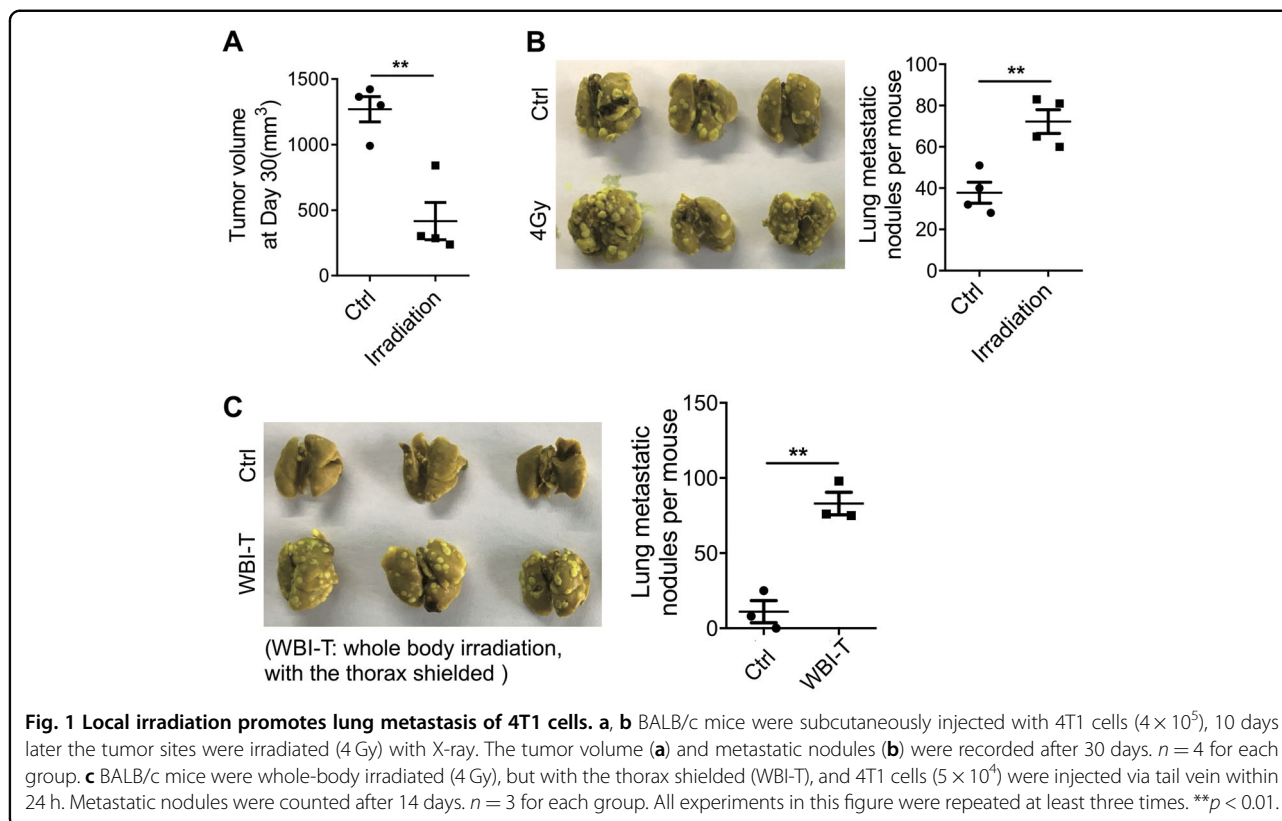 A
**
Tumor volume
at Day 30(mm³)
1500
1000
500
0
Ctrl
Irradiation
B
Ctrl
4Gy
**
Lung metastatic
nodules per mouse
100
80
60
40
20
0
Ctrl
Irradiation
C
Ctrl
WBI-T
(WBI-T: whole body irradiation,
with the thorax shielded )
**
Lung metastatic
nodules per mouse
150
100
50
0
Ctrl
WBI-T
Fig. 1 Local irradiation promotes lung metastasis of 4T1 cells. a, b BALB/c mice were subcutaneously injected with 4T1 cells (4 × 10⁵), 10 days
later the tumor sites were irradiated (4 Gy) with X-ray. The tumor volume (a) and metastatic nodules (b) were recorded after 30 days. n = 4 for each
group. c BALB/c mice were whole-body irradiated (4 Gy), but with the thorax shielded (WBI-T), and 4T1 cells (5 × 10⁴) were injected via tail vein within
24 h. Metastatic nodules were counted after 14 days. n = 3 for each group. All experiments in this figure were repeated at least three times. **p < 0.01.